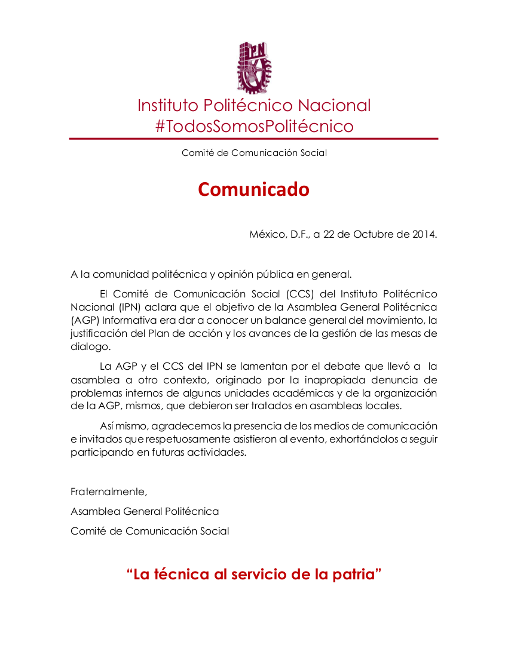 IPN
Instituto Politécnico Nacional
#TodosSomosPolitécnico
Comité de Comunicación Social
Comunicado
México, D.F., a 22 de Octubre de 2014.
A la comunidad politécnica y opinión pública en general.
El Comité de Comunicación Social (CCS) del Instituto Politécnico
Nacional (IPN) aclara que el objetivo de la Asamblea General Politécnica
(AGP) Informativa era dar a conocer un balance general del movimiento, la
justificación del Plan de acción y los avances de la gestión de las mesas de
dialogo.
La AGP y el CCS del IPN se lamentan por el debate que llevó a la
asamblea a otro contexto, originado por la inapropiada denuncia de
problemas internos de algunas unidades académicas y de la organización
de la AGP, mismos, que debieron ser tratados en asambleas locales.
Así mismo, agradecemos la presencia de los medios de comunicación
e invitados que respetuosamente asistieron al evento, exhortándolos a seguir
participando en futuras actividades.
Fraternalmente,
Asamblea General Politécnica
Comité de Comunicación Social
“La técnica al servicio de la patria”